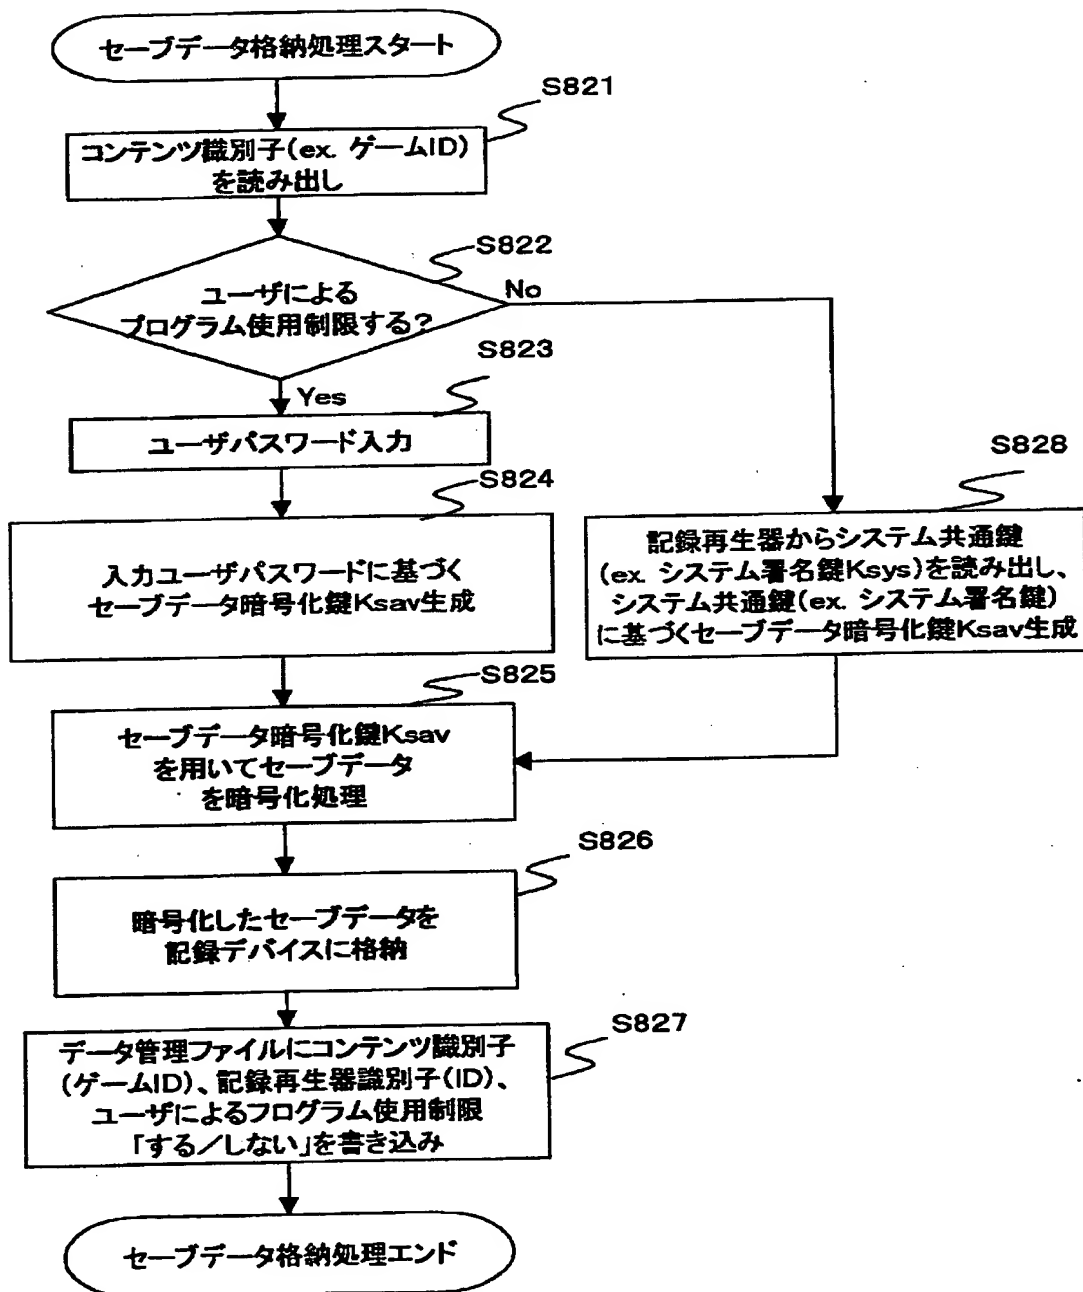 セーブデータ格納処理スタート
S821
コンテンツ識別子(ex. ゲームID)
を読み出し
S822
ユーザによる
プログラム使用制限する?
No
Yes
S823
ユーザパスワード入力
S824
入力ユーザパスワードに基づく
セーブデータ暗号化鍵Ksav生成
S828
記録再生器からシステム共通鍵
(ex. システム署名鍵Ksys)を読み出し、
システム共通鍵(ex. システム署名鍵)
に基づくセーブデータ暗号化鍵Ksav生成
S825
セーブデータ暗号化鍵Ksav
を用いてセーブデータ
を暗号化処理
S826
暗号化したセーブデータを
記録デバイスに格納
S827
データ管理ファイルにコンテンツ識別子
(ゲームID)、記録再生器識別子(ID)、
ユーザによるフログラム使用制限
「する/しない」を書き込み
セーブデータ格納処理エンド